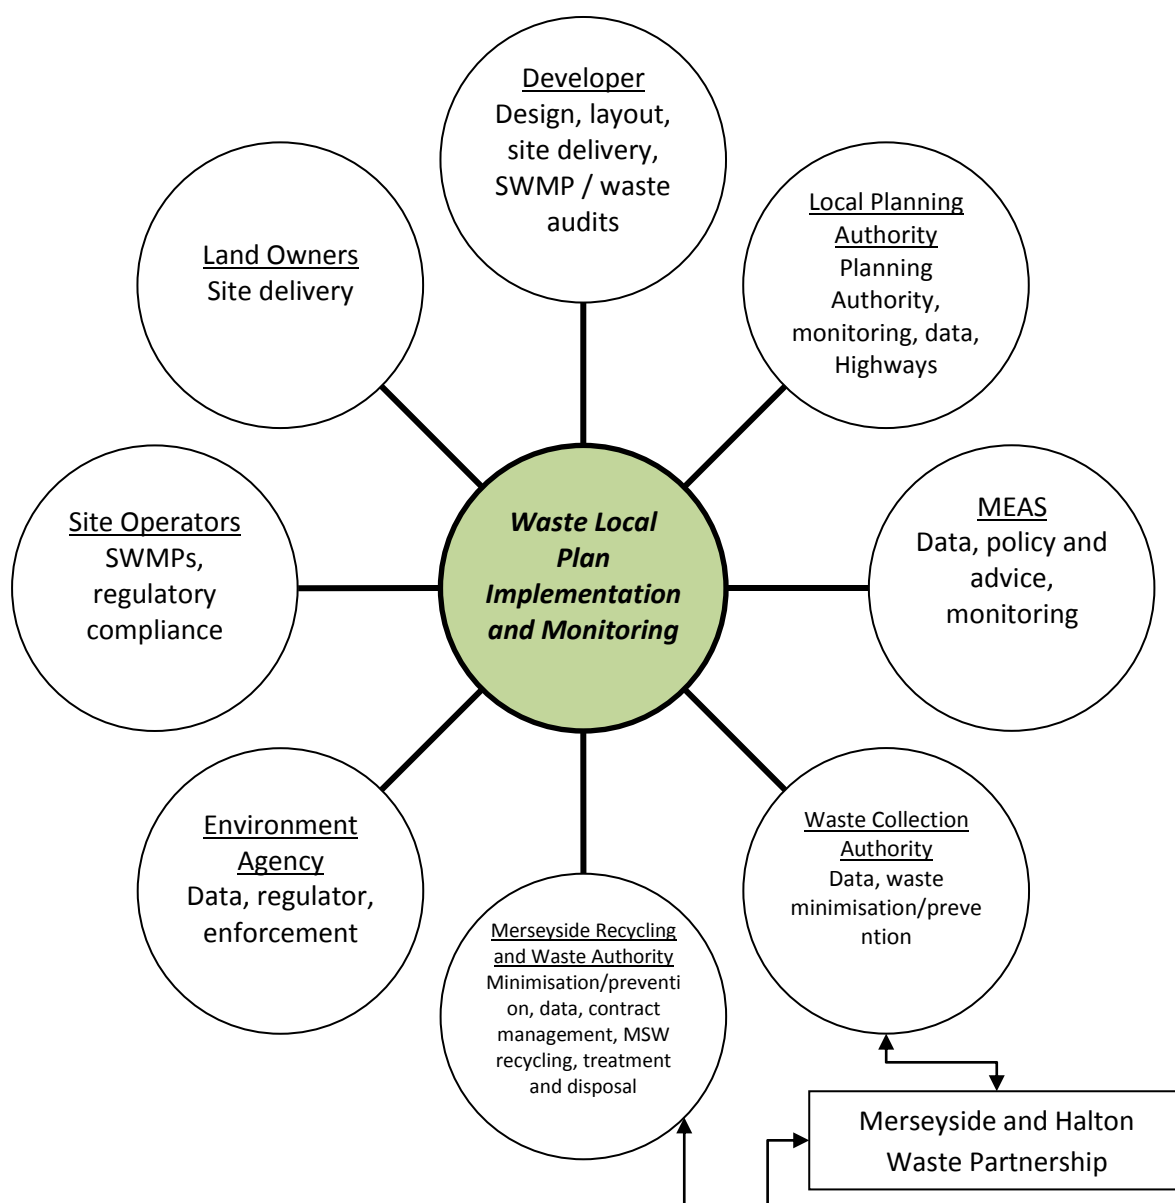 Developer
Design, layout,
site delivery,
SWMP / waste
audits
Local Planning
Authority
Planning
Authority,
monitoring, data,
Highways
Land Owners
Site delivery
MEAS
Data, policy and
advice,
monitoring
Site Operators
SWMPs,
regulatory
compliance
Waste Local
Plan
Implementation
and Monitoring
Waste Collection
Authority
Data, waste
minimisation/preve
ntion
Environment
Agency
Data, regulator,
enforcement
Merseyside Recycling
and Waste Authority
Minimisation/preventi
on, data, contract
management, MSW
recycling, treatment
and disposal
Merseyside and Halton
Waste Partnership